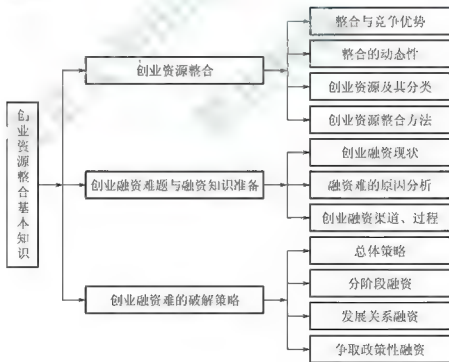 创业资源整合基本知识
创业资源整合
整合与竞争优势
整合的动态性
创业资源及其分类
创业资源整合方法
创业融资难题与融资知识准备
创业融资现状
融资难的原因分析
创业融资渠道、过程
创业融资难的破解策略
总体策略
分阶段融资
发展关系融资
争取政策性融资